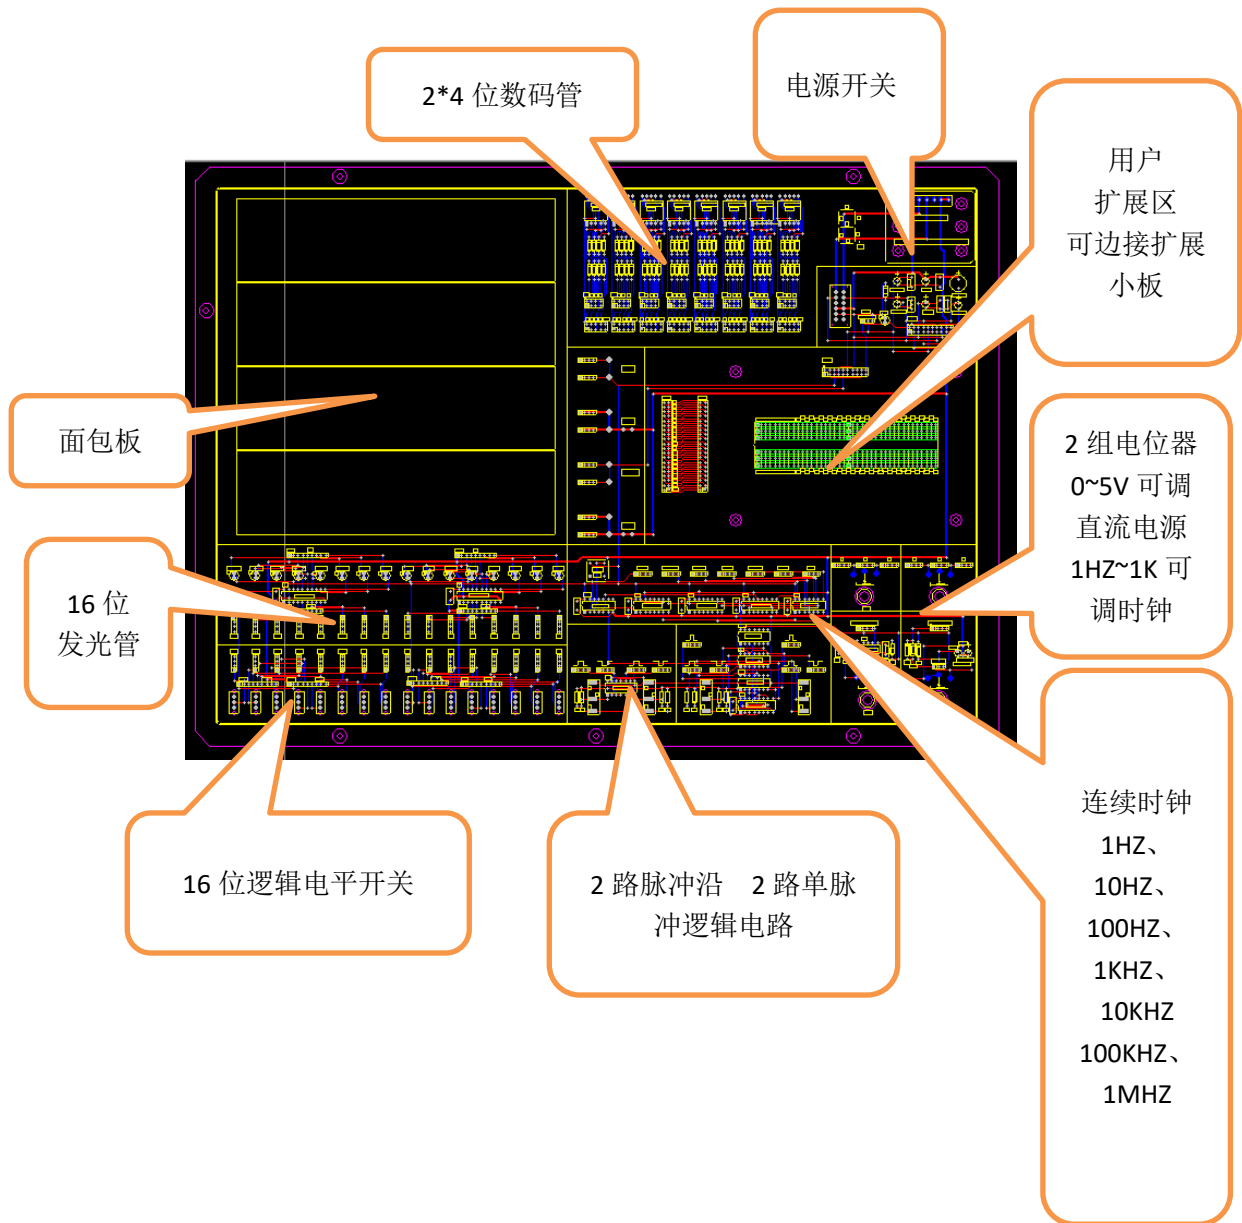 2*4 位数码管
电源开关
用户
扩展区
可边接扩展
小板
面包板
2 组电位器
0~5V 可调
直流电源
1HZ~1K 可
调时钟
16 位
发光管
16 位逻辑电平开关
2 路脉冲沿 2 路单脉
冲逻辑电路
连续时钟
1HZ、
10HZ、
100HZ、
1KHZ、
10KHZ
100KHZ、
1MHZ